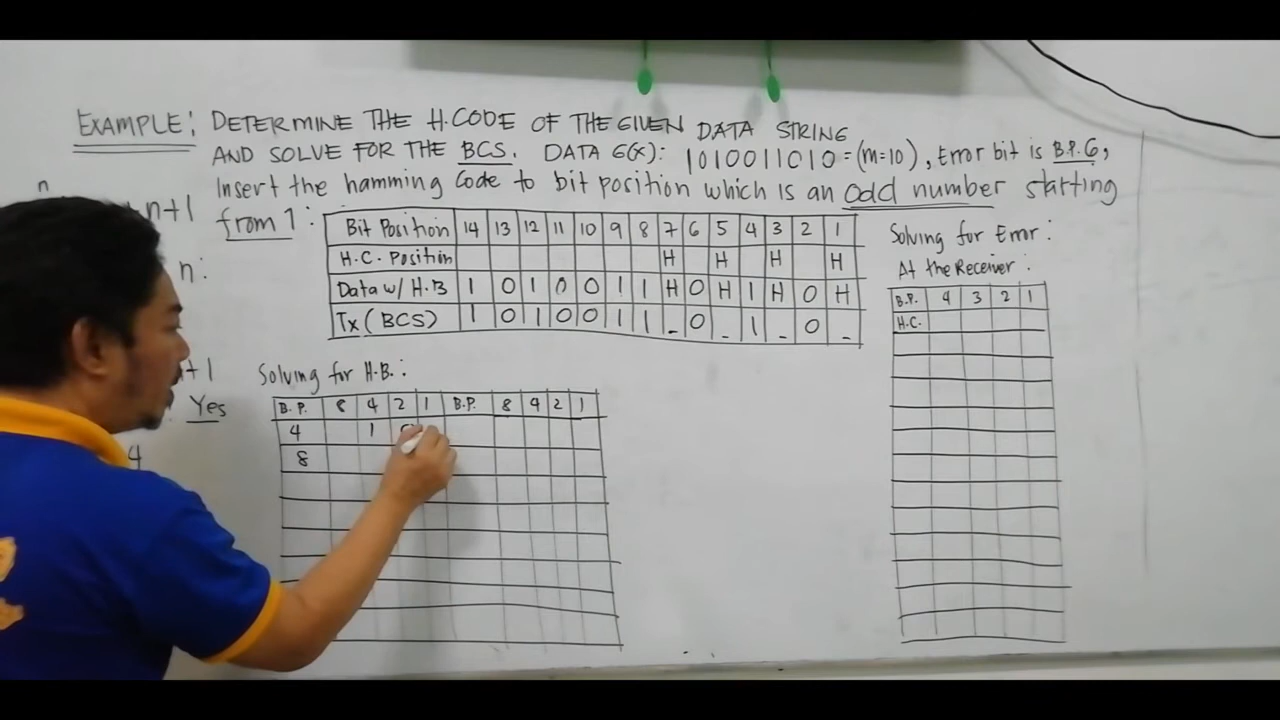 EXAMPLE: DETERMINE THE H.CODE OF THE GIVEN DATA STRING
AND SOLVE FOR THE BCS. DATA G(X): 1010011010 = (m=10), Error bit is B.P. 6,
Insert the hamming code to bit position which is an odd number starting
from 1:
n
n+1
n:
+1
Yes
4
Bit Position 14 13 12 11 10 9 8 7 6 5 4 3 2 1
H.C. Position H H H H
Data w/ H.B 1 0 1 0 0 1 1 H 0 H 1 H 0 H
Tx (BCS) 1 0 1 0 0 1 1 _ 0 _ 1 _ 0 _
Solving for H.B.:
B.P. 8 4 2 1 B.P. 8 4 2 1
4 1
8
Solving for Error:
At the Receiver:
B.P. 4 3 2 1
H.C.